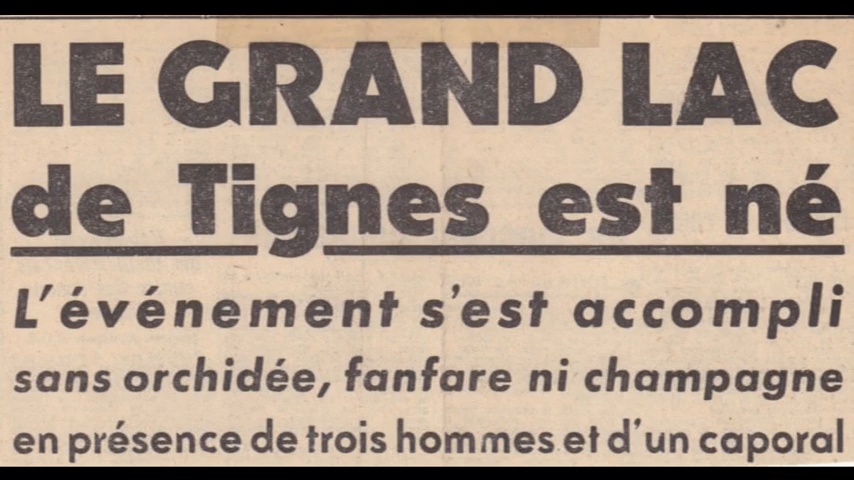 LE GRAND LAC
de Tignes est né
L'événement s'est accompli
sans orchidée, fanfare ni champagne
en présence de trois hommes et d'un caporal